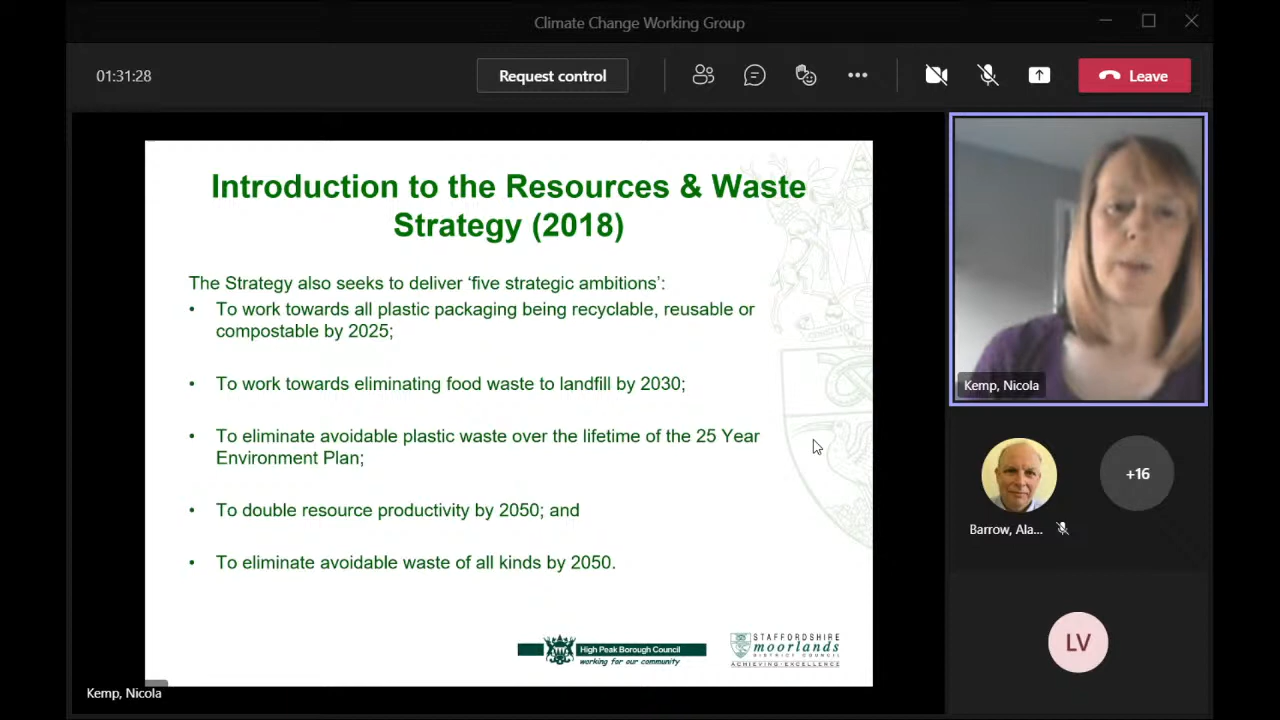 Climate Change Working Group
01:31:28
Request control
Leave
Introduction to the Resources & Waste
Strategy (2018)
The Strategy also seeks to deliver ‘five strategic ambitions’:
• To work towards all plastic packaging being recyclable, reusable or
compostable by 2025;
• To work towards eliminating food waste to landfill by 2030;
• To eliminate avoidable plastic waste over the lifetime of the 25 Year
Environment Plan;
• To double resource productivity by 2050; and
• To eliminate avoidable waste of all kinds by 2050.
High Peak Borough Council
working for our community
STAFFORDSHIRE
moorlands
DISTRICT COUNCIL
ACHIEVING EXCELLENCE
Kemp, Nicola
Kemp, Nicola
Barrow, Ala...
+16
LV